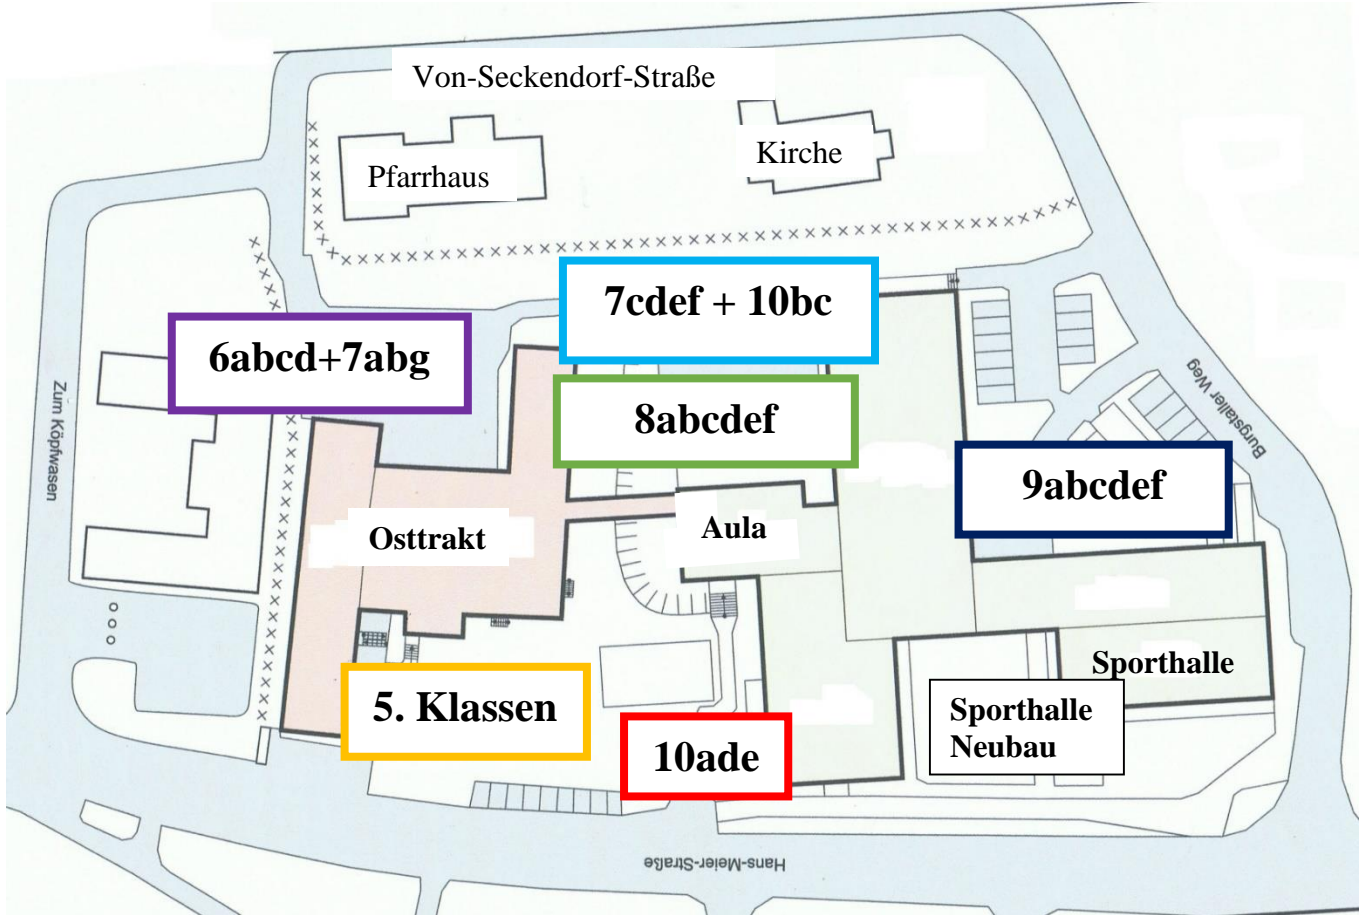 Von-Seckendorf-Straße
Pfarrhaus
Kirche
7cdef + 10bc
6abcd+7abg
8abcdef
Zum Köpfwasen
Burgstaller Weg
9abcdef
Osttrakt
Aula
Sporthalle
5. Klassen
Sporthalle
Neubau
10ade
Hans-Meier-Straße